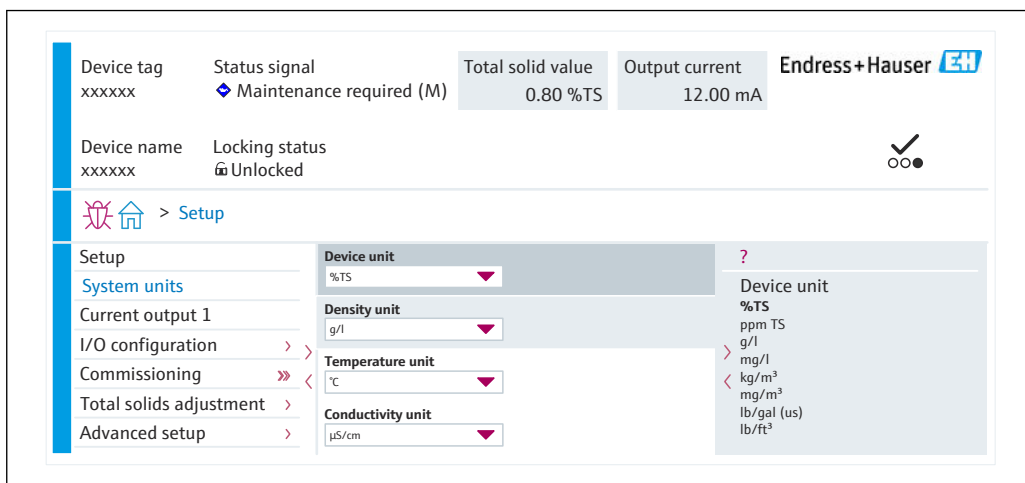 Device tag
xxxxxx
Status signal
Maintenance required (M)
Total solid value
0.80 %TS
Output current
12.00 mA
Endress+Hauser EH
Device name
xxxxxx
Locking status
Unlocked
> Setup
Setup
System units
Current output 1
I/O configuration >
Commissioning >>
Total solids adjustment >
Advanced setup >
Device unit
%TS
Density unit
g/l
Temperature unit
°C
Conductivity unit
µS/cm
?
Device unit
%TS
ppm TS
g/l
mg/l
kg/m³
mg/m³
lb/gal (us)
lb/ft³